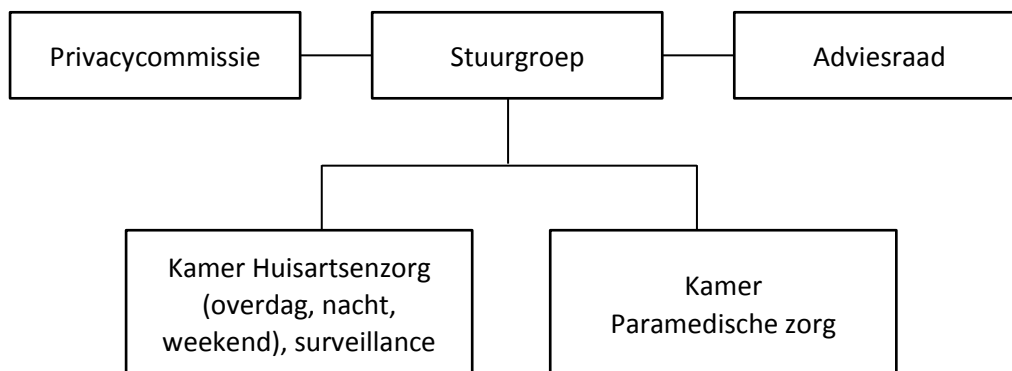 Privacycommissie
Stuurgroep
Adviesraad
Kamer Huisartsenzorg
(overdag, nacht,
weekend), surveillance
Kamer
Paramedische zorg